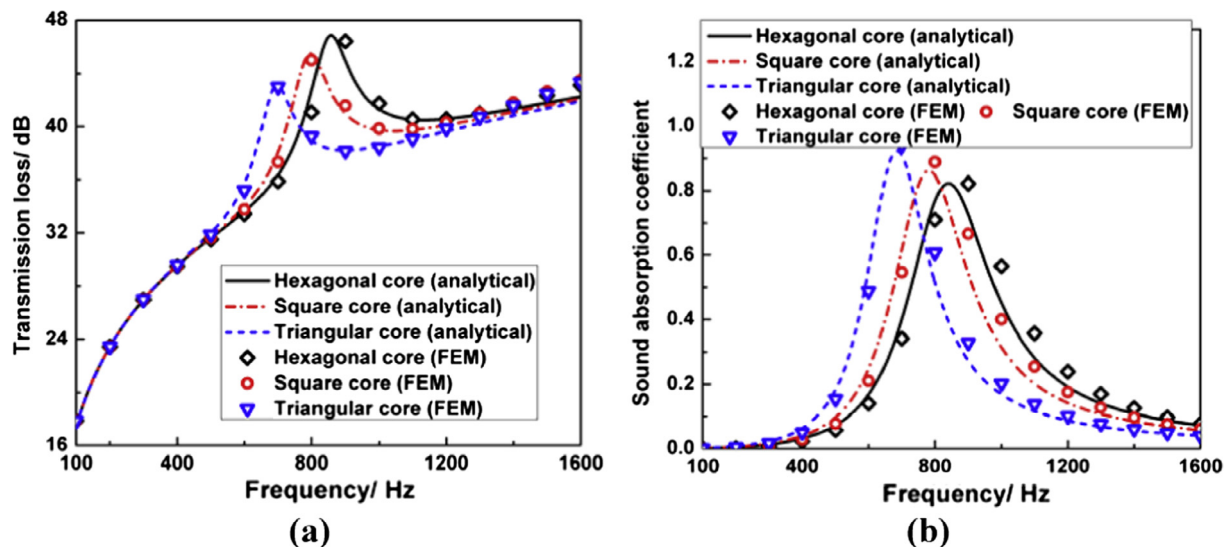 48
40
32
24
16
Transmission loss/ dB
Hexagonal core (analytical)
Square core (analytical)
Triangular core (analytical)
Hexagonal core (FEM)
Square core (FEM)
Triangular core (FEM)
100 400 800 1200 1600
Frequency/ Hz
(a)
1.2
1.0
0.8
0.6
0.4
0.2
0.0
Sound absorption coefficient
Hexagonal core (analytical)
Square core (analytical)
Triangular core (analytical)
Hexagonal core (FEM) Square core (FEM)
Triangular core (FEM)
100 400 800 1200 1600
Frequency/ Hz
(b)